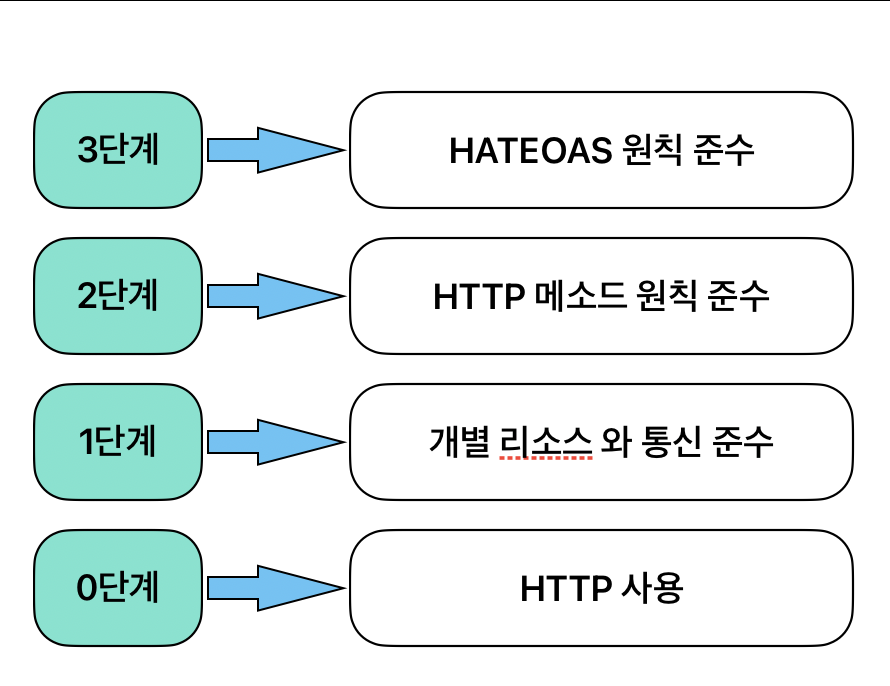 3단계
HATEOAS 원칙 준수
2단계
HTTP 메소드 원칙 준수
1단계
개별 리소스 와 통신 준수
0단계
HTTP 사용